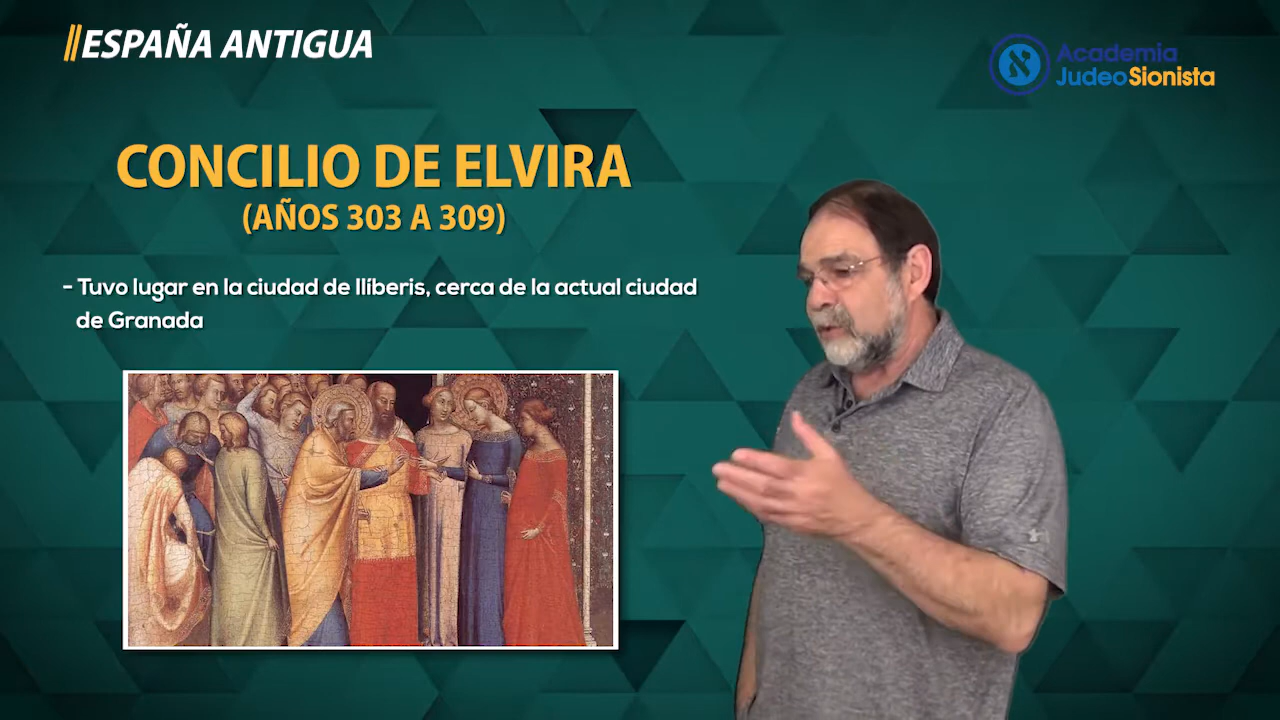 //ESPAÑA ANTIGUA
Academia
JudeoSionista
CONCILIO DE ELVIRA
(AÑOS 303 A 309)
- Tuvo lugar en la ciudad de Ilíberis, cerca de la actual ciudad
de Granada